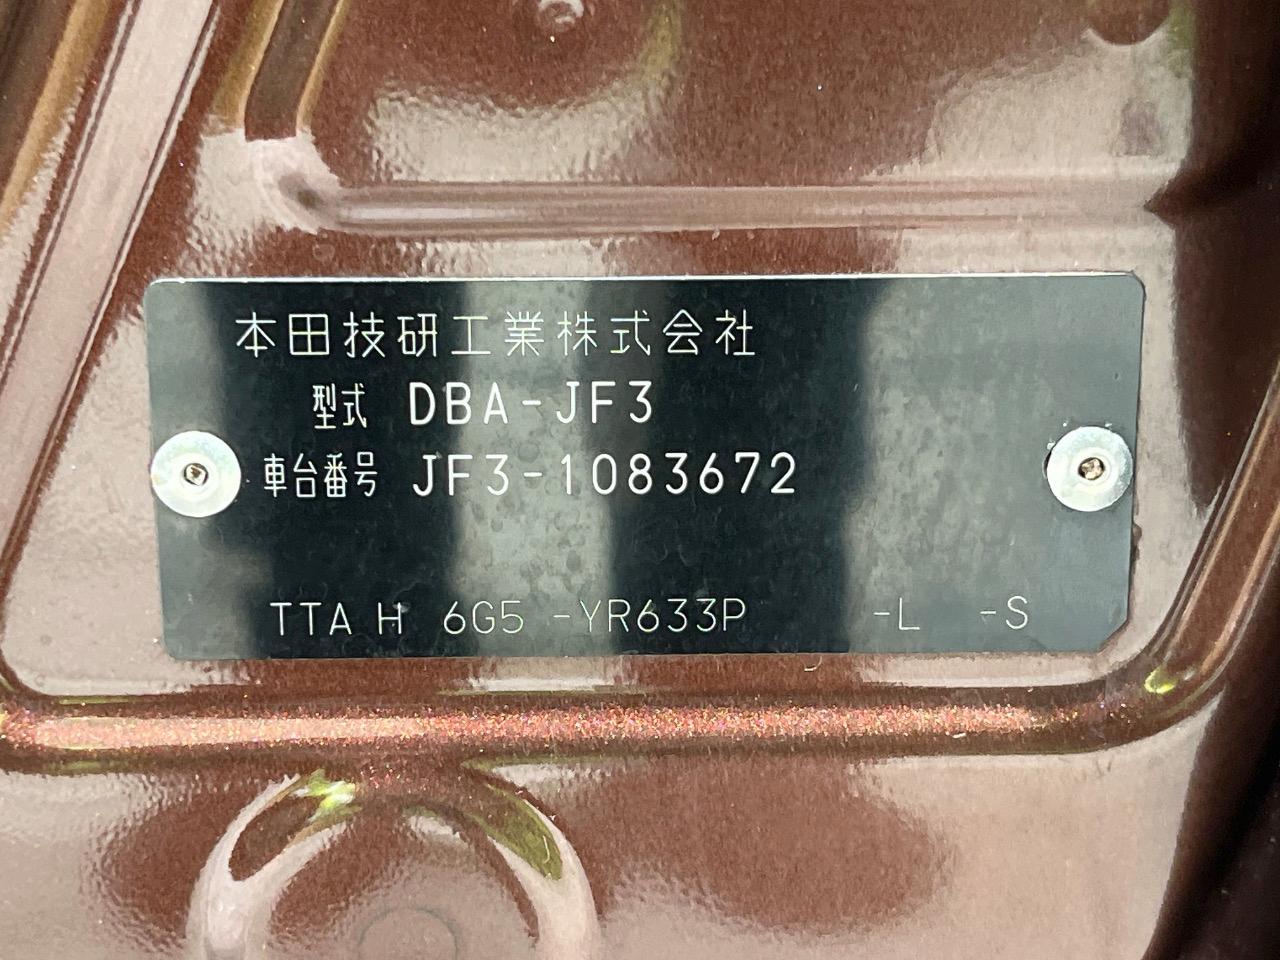 本田技研工業株式会社
型式 DBA-JF3
車台番号 JF3-1083672
TTA H 6G5 -YR633P -L -S